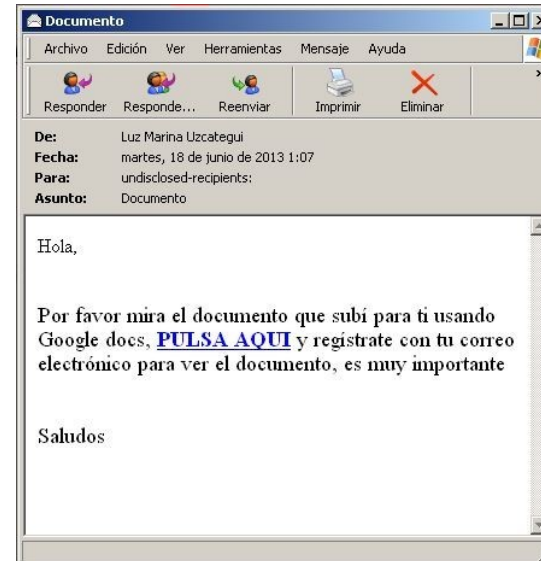 Documento
Archivo Edición Ver Herramientas Mensaje Ayuda
Responder Responde... Reenviar Imprimir Eliminar
De: Luz Marina Uzcategui
Fecha: martes, 18 de junio de 2013 1:07
Para: undisclosed-recipients:
Asunto: Documento
Hola,
Por favor mira el documento que subí para ti usando
Google docs, PULSA AQUI y regístrate con tu correo
electrónico para ver el documento, es muy importante
Saludos